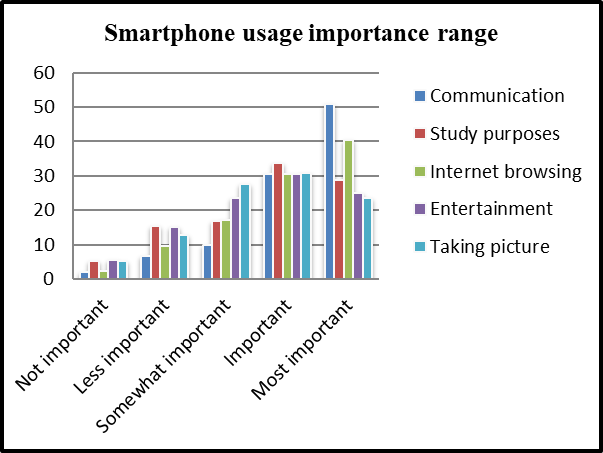 Smartphone usage importance range
60
50
40
30
20
10
0
Not important
Less important
Somewhat important
Important
Most important
Communication
Study purposes
Internet browsing
Entertainment
Taking picture